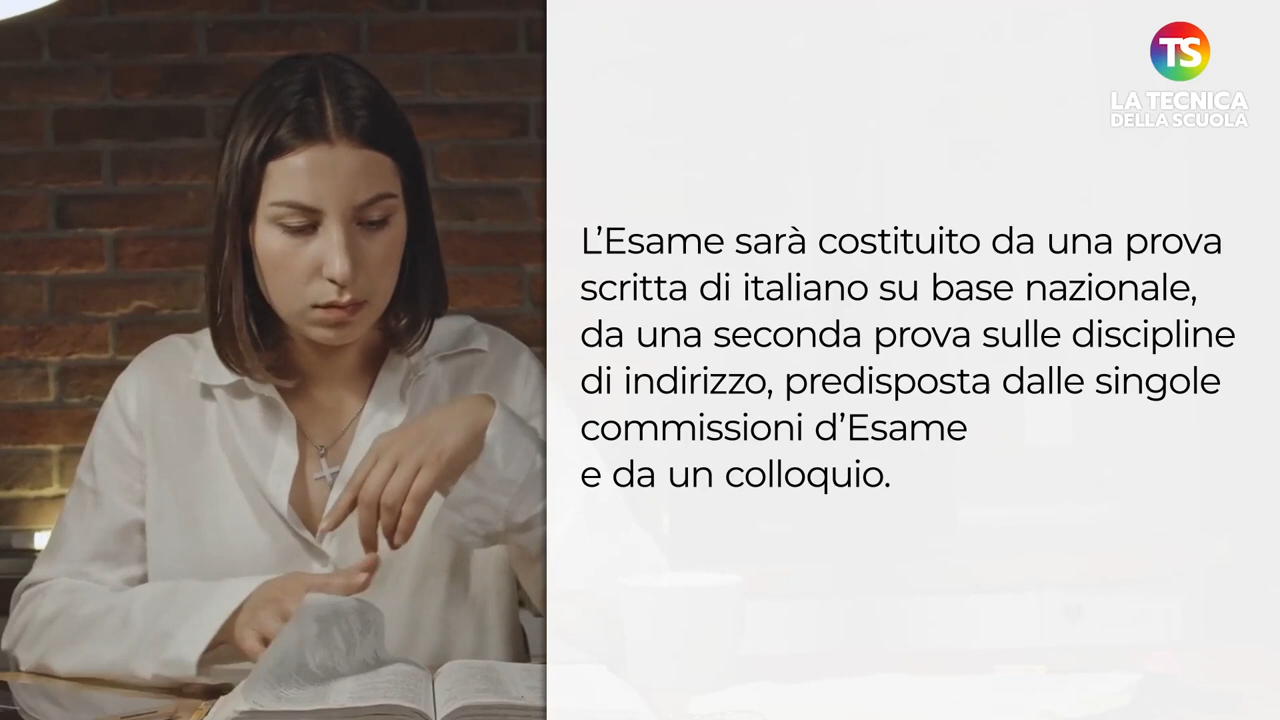 TS
LA TECNICA
DELLA SCUOLA
L’Esame sarà costituito da una prova
scritta di italiano su base nazionale,
da una seconda prova sulle discipline
di indirizzo, predisposta dalle singole
commissioni d’Esame
e da un colloquio.